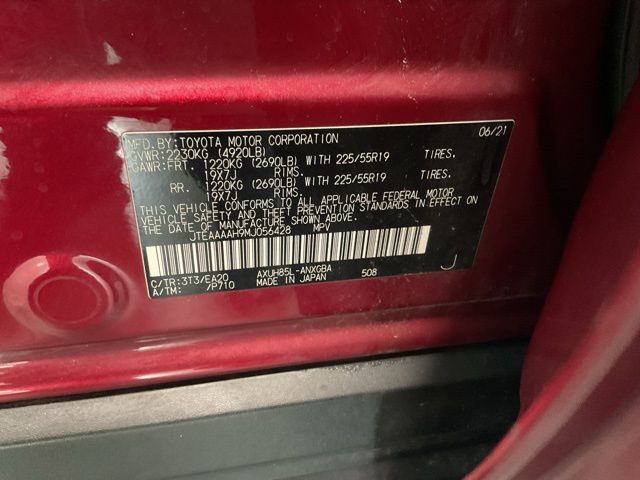 MFD.BY:TOYOTA MOTOR CORPORATION 06/21
GVWR:2230KG (4920LB)
GAWR:FRT. 1220KG (2690LB) WITH 225/55R19 TIRES.
19X7J RIMS.
RR. 1220KG (2690LB) WITH 225/55R19 TIRES.
19X7J RIMS.
THIS VEHICLE CONFORMS TO ALL APPLICABLE FEDERAL MOTOR
VEHICLE SAFETY AND THEFT PREVENTION STANDARDS IN EFFECT ON
THE DATE OF MANUFACTURE SHOWN ABOVE.
JTEAAAAH9MJ056428 MPV
C/TR:3T3/EA20 AXUH85L-ANXGBA 508 J
A/TM: /P710 MADE IN JAPAN